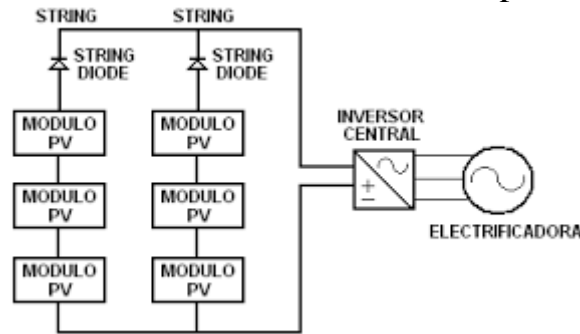 STRING
STRING
STRING
DIODE
STRING
DIODE
MODULO
PV
MODULO
PV
INVERSOR
CENTRAL
MODULO
PV
MODULO
PV
ELECTRIFICADORA
MODULO
PV
MODULO
PV